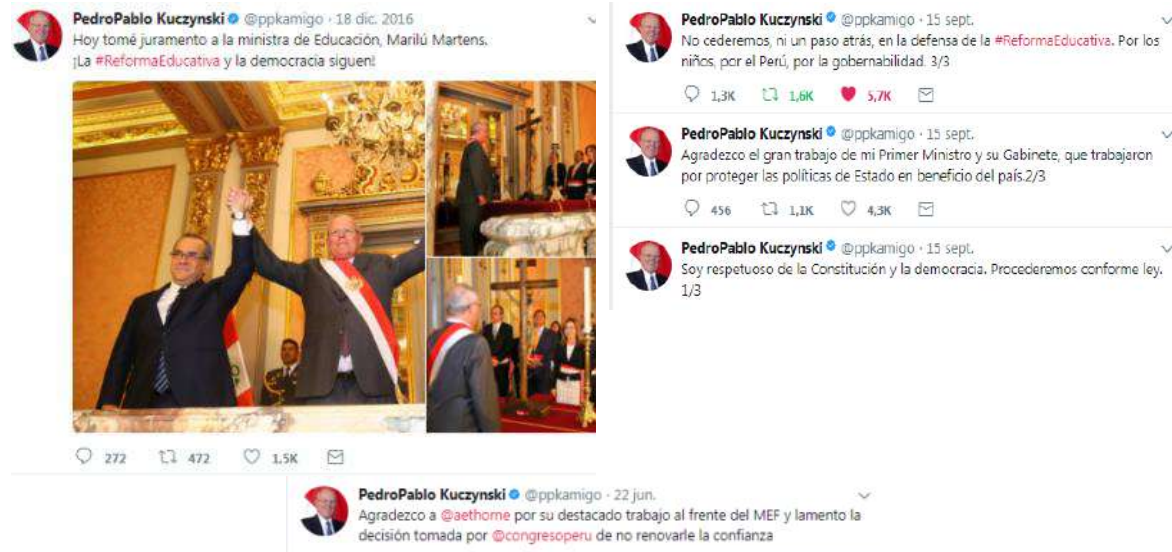 PedroPablo Kuczynski @ppkamigo · 18 dic. 2016
Hoy tomé juramento a la ministra de Educación, Marilú Martens.
¡La #ReformaEducativa y la democracia siguen!
272 472 1,5K
PedroPablo Kuczynski @ppkamigo · 15 sept.
No cederemos, ni un paso atrás, en la defensa de la #ReformaEducativa. Por los
niños, por el Perú, por la gobernabilidad. 3/3
1,3K 1,6K 5,7K
PedroPablo Kuczynski @ppkamigo · 15 sept.
Agradezco el gran trabajo de mi Primer Ministro y su Gabinete, que trabajaron
por proteger las políticas de Estado en beneficio del país.2/3
456 1,1K 4,3K
PedroPablo Kuczynski @ppkamigo · 15 sept.
Soy respetuoso de la Constitución y la democracia. Procederemos conforme ley.
1/3
PedroPablo Kuczynski @ppkamigo · 22 jun.
Agradezco a @aethorne por su destacado trabajo al frente del MEF y lamento la
decisión tomada por @congresoperu de no renovarle la confianza